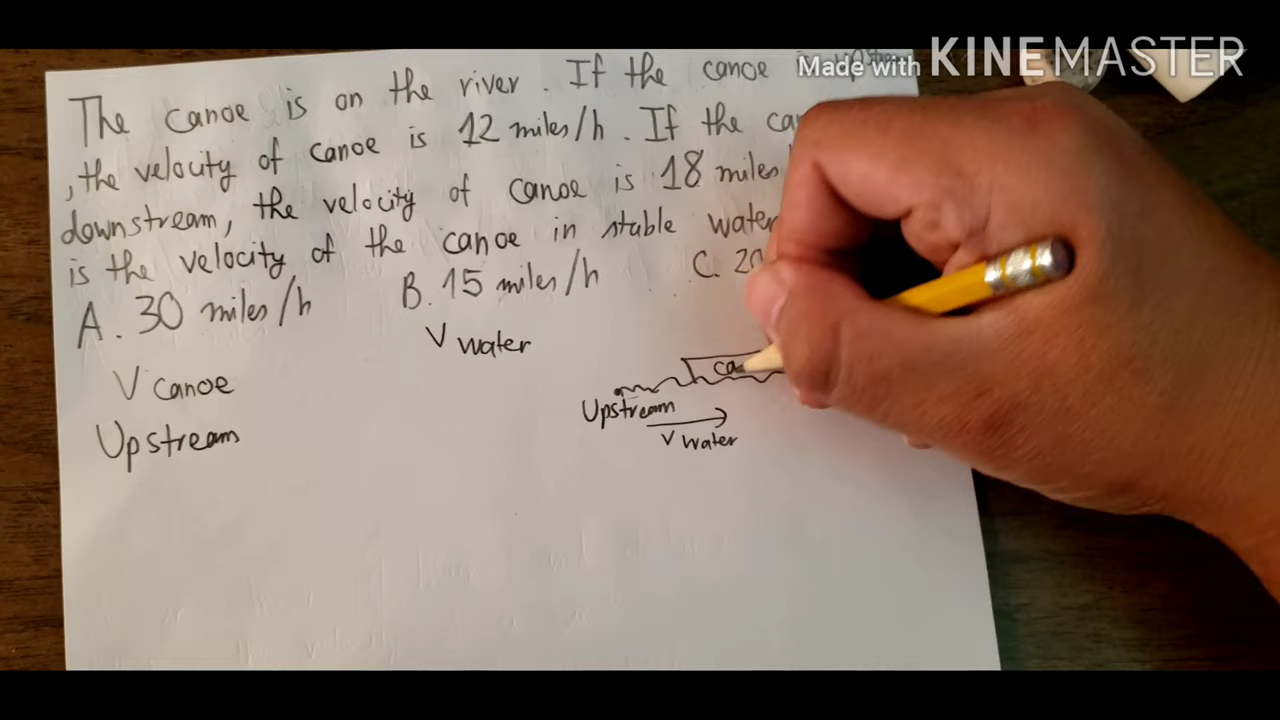 Made with KINEMASTER
The canoe is on the river. If the canoe
, the velocity of canoe is 12 miles/h. If the
downstream, the velocity of canoe is 18 miles
is the velocity of the canoe in stable water
A. 30 miles/h B. 15 miles/h C.
V water
V canoe
Upstream
Upstream
V water